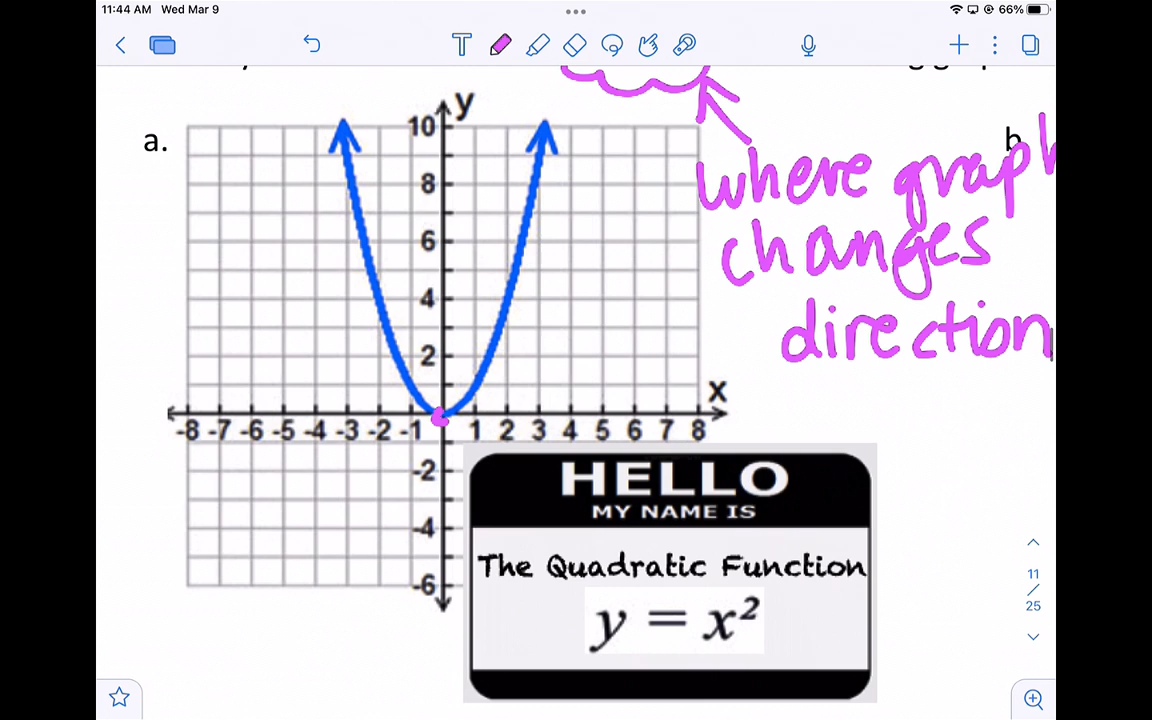 11:44 AM Wed Mar 9
66%
T
a.
y
10
8
6
4
2
x
-8 -7 -6 -5 -4 -3 -2 -1 1 2 3 4 5 6 7 8
-2
-4
-6
b
where graph
changes
direction
HELLO
MY NAME IS
The Quadratic Function
y = x²
11
/
25